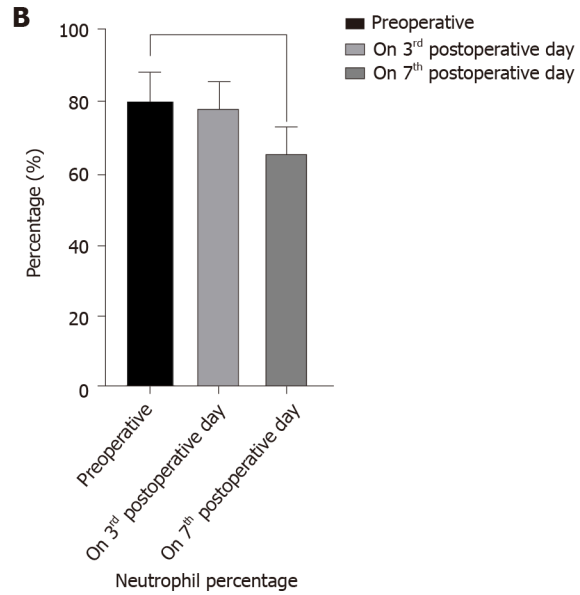 B
Preoperative
On 3rd postoperative day
On 7th postoperative day
Percentage (%)
100
80
60
40
20
0
Preoperative
On 3rd postoperative day
On 7th postoperative day
Neutrophil percentage